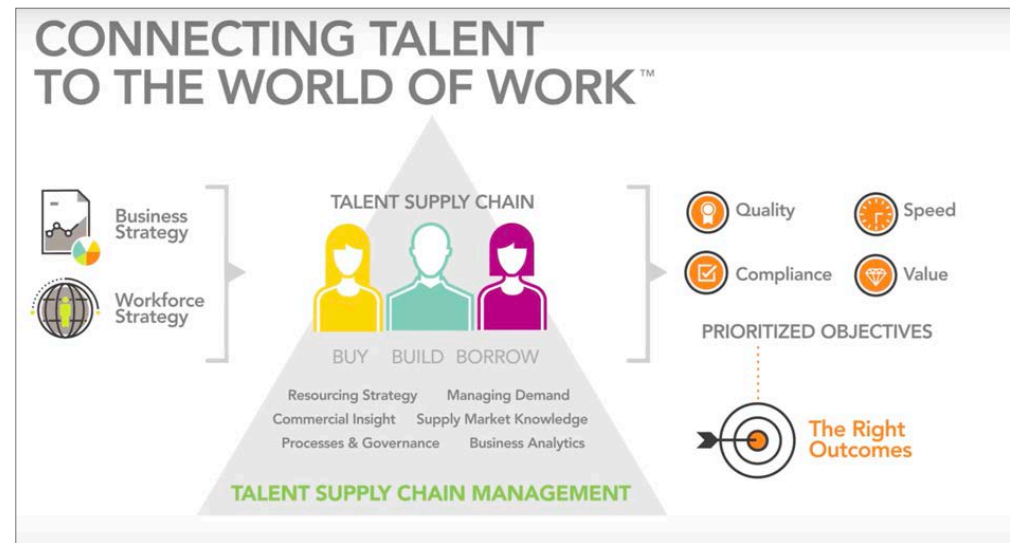 CONNECTING TALENT
TO THE WORLD OF WORK™
Business
Strategy
Workforce
Strategy
TALENT SUPPLY CHAIN
BUY BUILD BORROW
Resourcing Strategy Managing Demand
Commercial Insight Supply Market Knowledge
Processes & Governance Business Analytics
TALENT SUPPLY CHAIN MANAGEMENT
Quality Speed
Compliance Value
PRIORITIZED OBJECTIVES
The Right
Outcomes